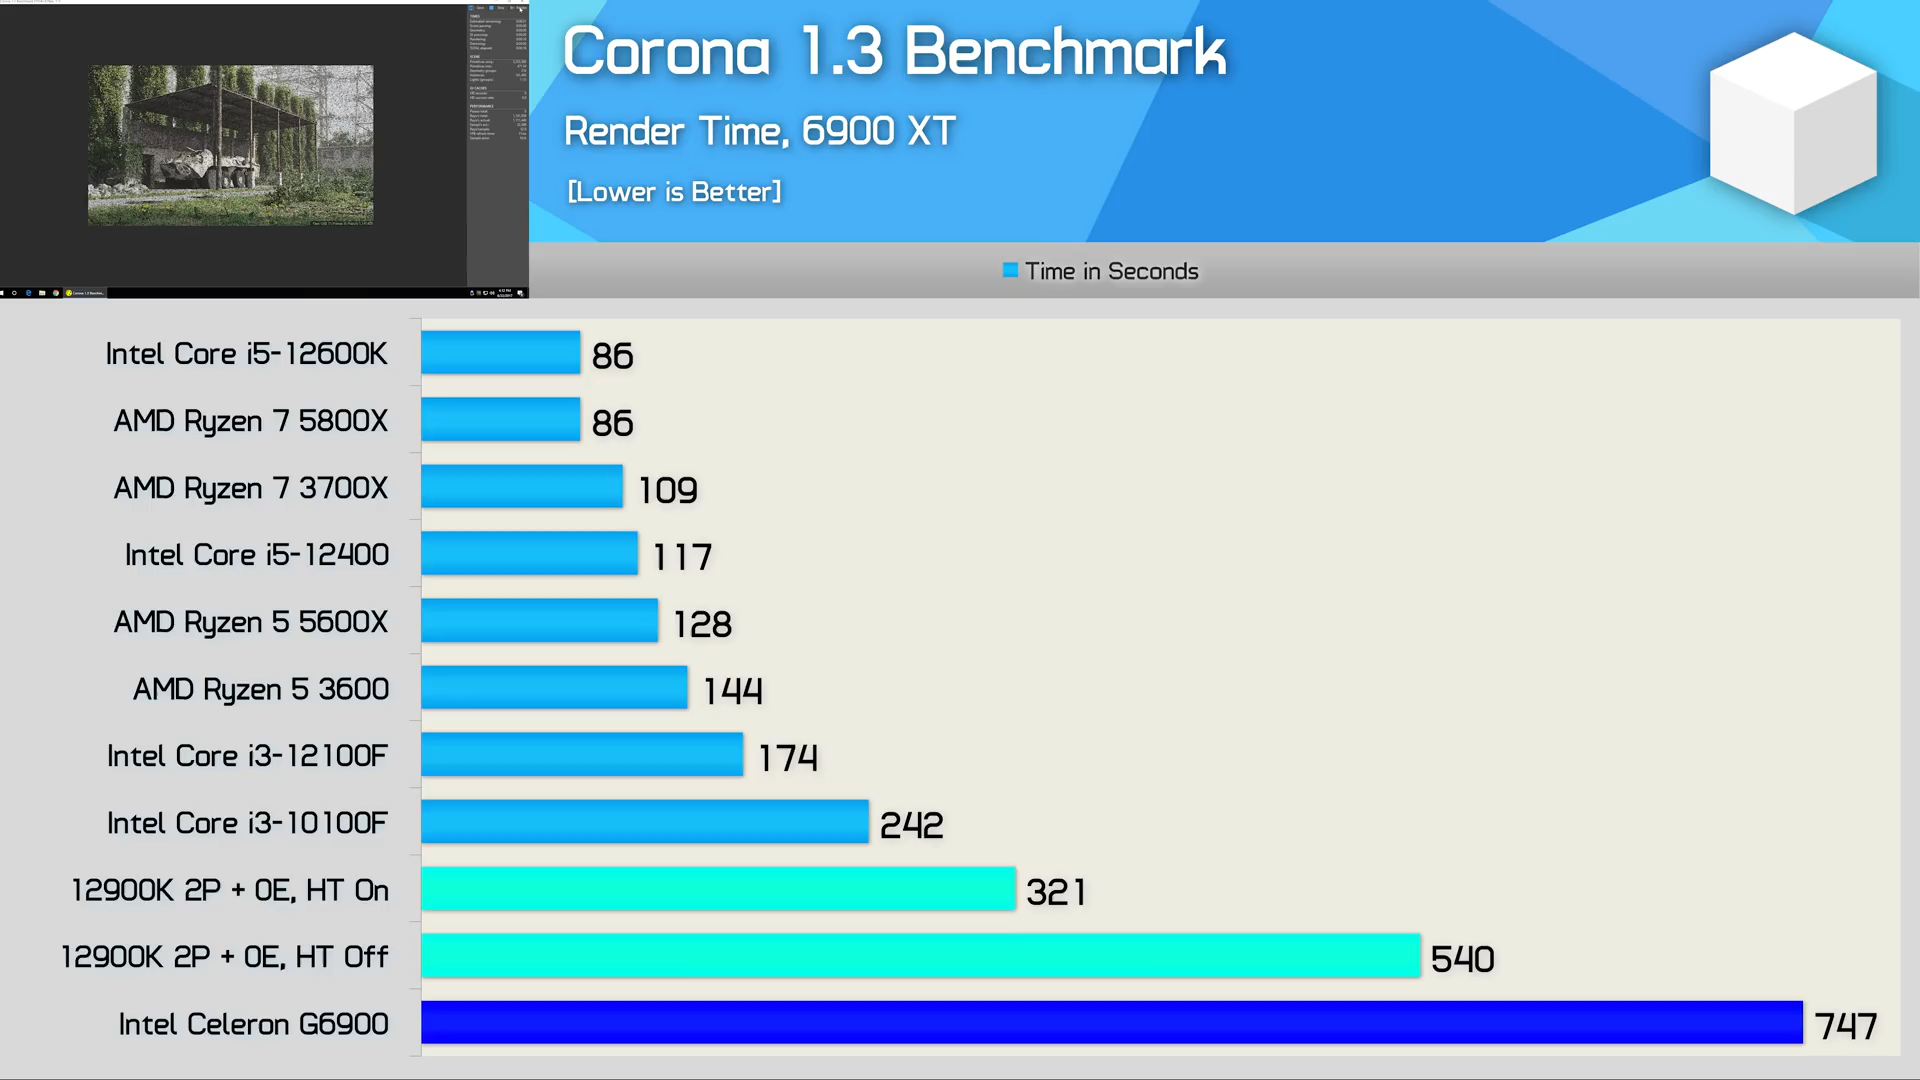 Corona 1.3 Benchmark
Render Time, 6900 XT
[Lower is Better]
Time in Seconds
Intel Core i5-12600K 86
AMD Ryzen 7 5800X 86
AMD Ryzen 7 3700X 109
Intel Core i5-12400 117
AMD Ryzen 5 5600X 128
AMD Ryzen 5 3600 144
Intel Core i3-12100F 174
Intel Core i3-10100F 242
12900K 2P + 0E, HT On 321
12900K 2P + 0E, HT Off 540
Intel Celeron G6900 747